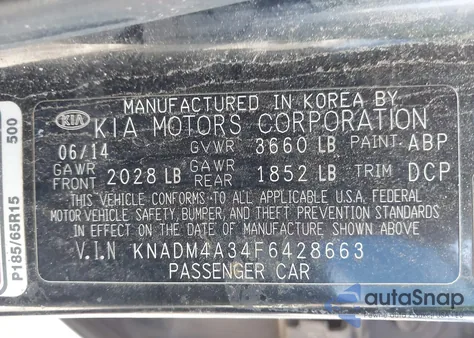 MANUFACTURED IN KOREA BY
KIA KIA MOTORS CORPORATION
06/14 GVWR 3660 LB PAINT: ABP
GAWR FRONT 2028 LB GAWR REAR 1852 LB TRIM DCP
THIS VEHICLE CONFORMS TO ALL APPLICABLE U.S.A. FEDERAL
MOTOR VEHICLE SAFETY, BUMPER, AND THEFT PREVENTION STANDARDS
IN EFFECT ON THE DATE OF MANUFACTURE SHOWN ABOVE.
V.I.N KNADM4A34F6428663
PASSENGER CAR
P185/65R15
500
autoSnap